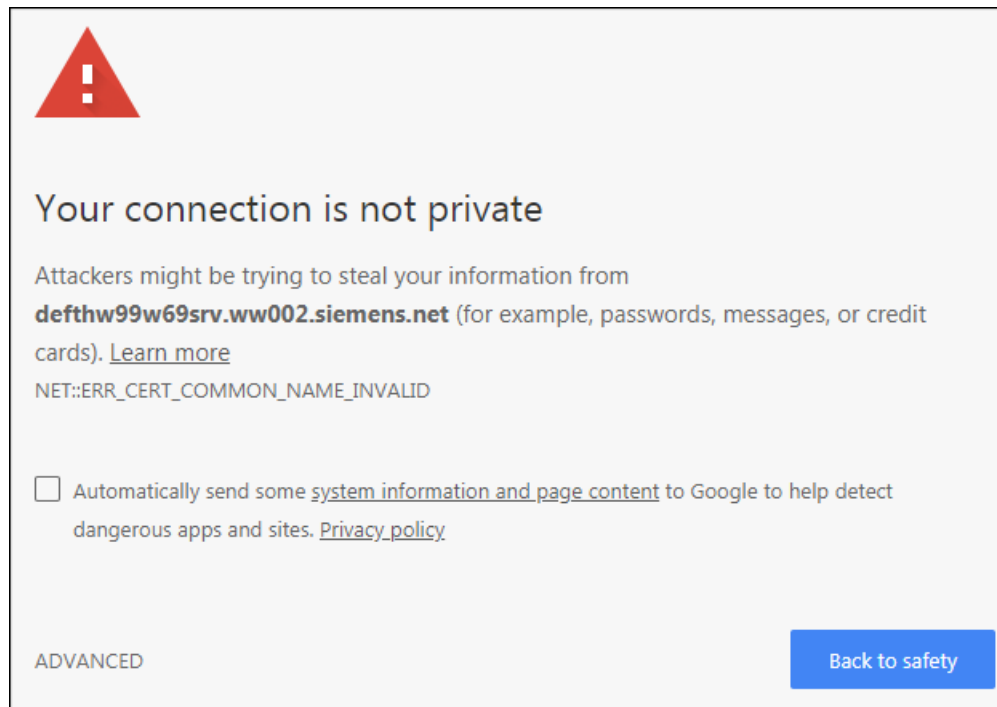 Your connection is not private
Attackers might be trying to steal your information from
defthw99w69srv.ww002.siemens.net (for example, passwords, messages, or credit
cards). Learn more
NET::ERR_CERT_COMMON_NAME_INVALID
Automatically send some system information and page content to Google to help detect
dangerous apps and sites. Privacy policy
ADVANCED
Back to safety